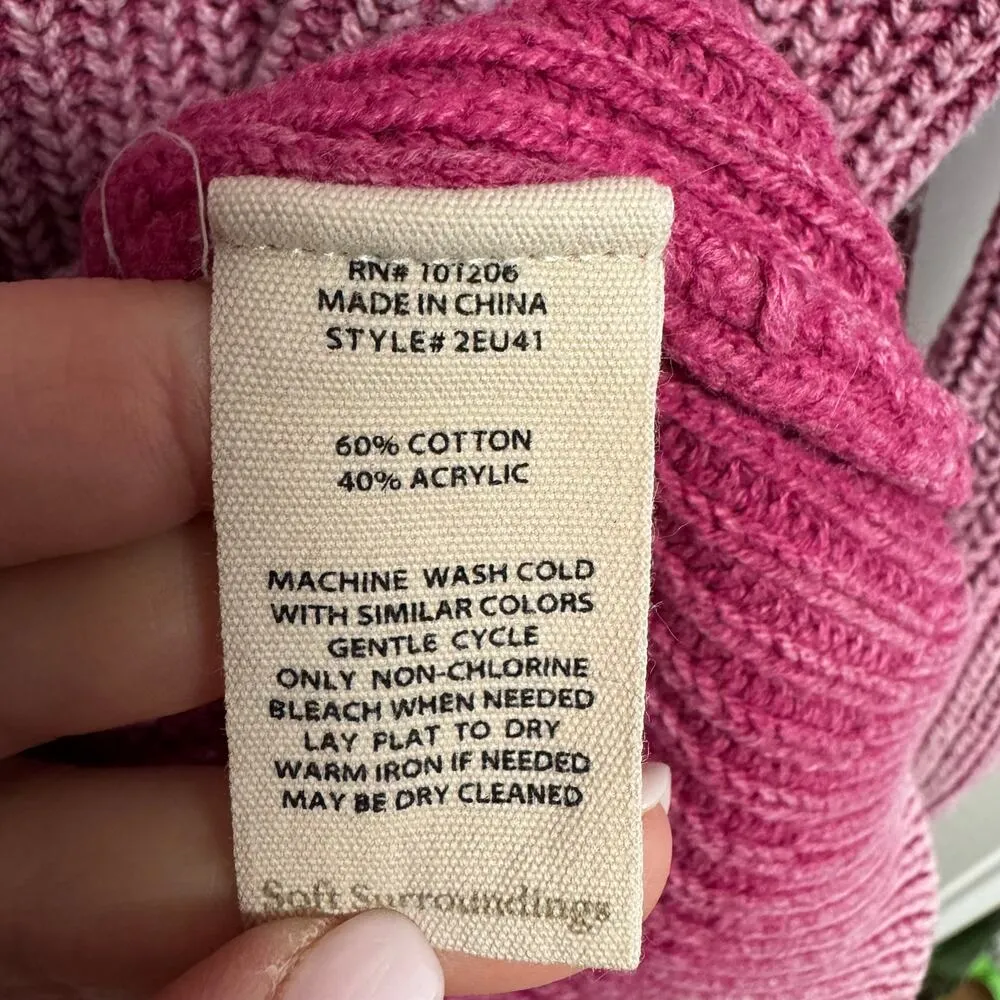 RN# 101206
MADE IN CHINA
STYLE# 2EU41
60% COTTON
40% ACRYLIC
MACHINE WASH COLD
WITH SIMILAR COLORS
GENTLE CYCLE
ONLY NON-CHLORINE
BLEACH WHEN NEEDED
LAY FLAT TO DRY
WARM IRON IF NEEDED
MAY BE DRY CLEANED
Soft Surroundings